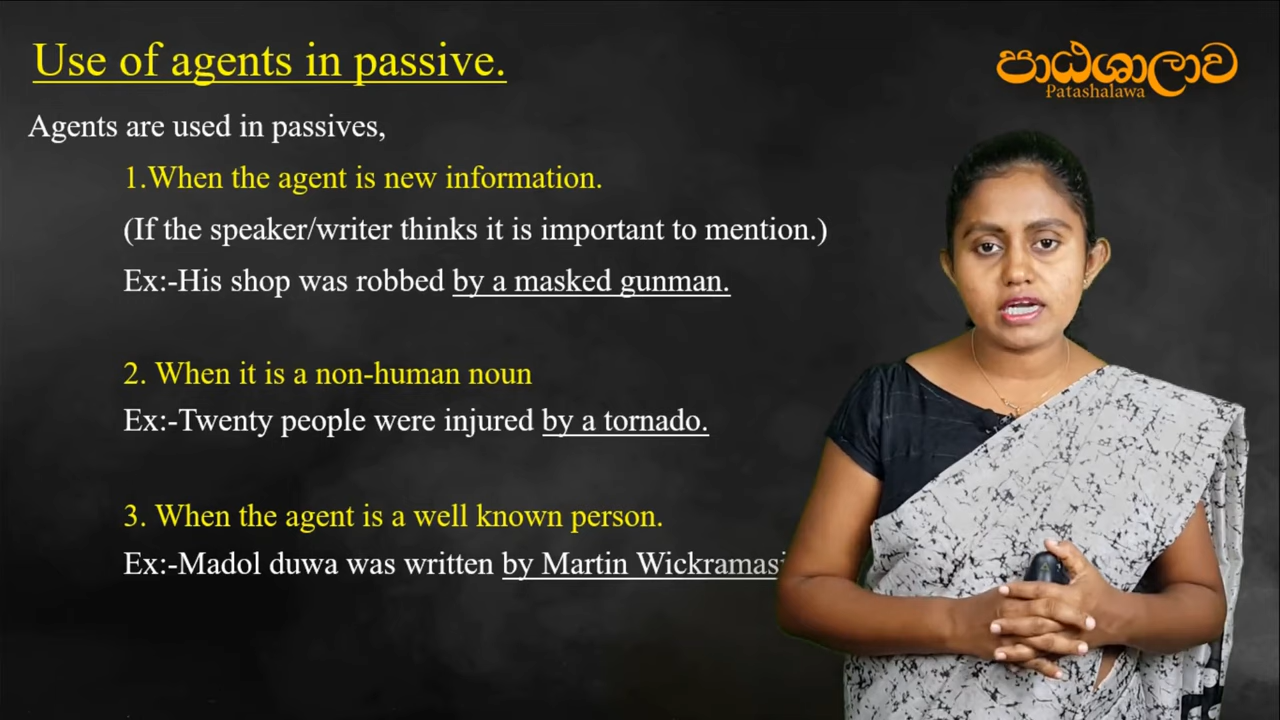 Use of agents in passive.
පාඨශාලාව
Patashalawa
Agents are used in passives,
1.When the agent is new information.
(If the speaker/writer thinks it is important to mention.)
Ex:-His shop was robbed by a masked gunman.
2. When it is a non-human noun
Ex:-Twenty people were injured by a tornado.
3. When the agent is a well known person.
Ex:-Madol duwa was written by Martin